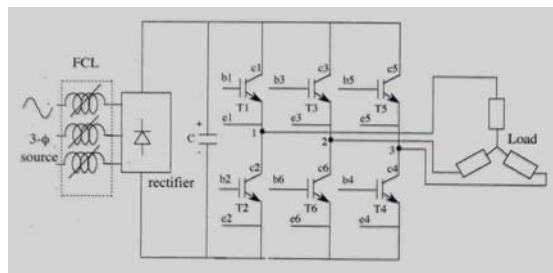 FCL
3-ϕ
source
rectifier
+
C
-
c1
b1
T1
e1
1
c3
b3
T3
e3
2
c5
b5
T5
e5
3
c2
b2
T2
e2
c6
b6
T6
e6
c4
b4
T4
e4
Load